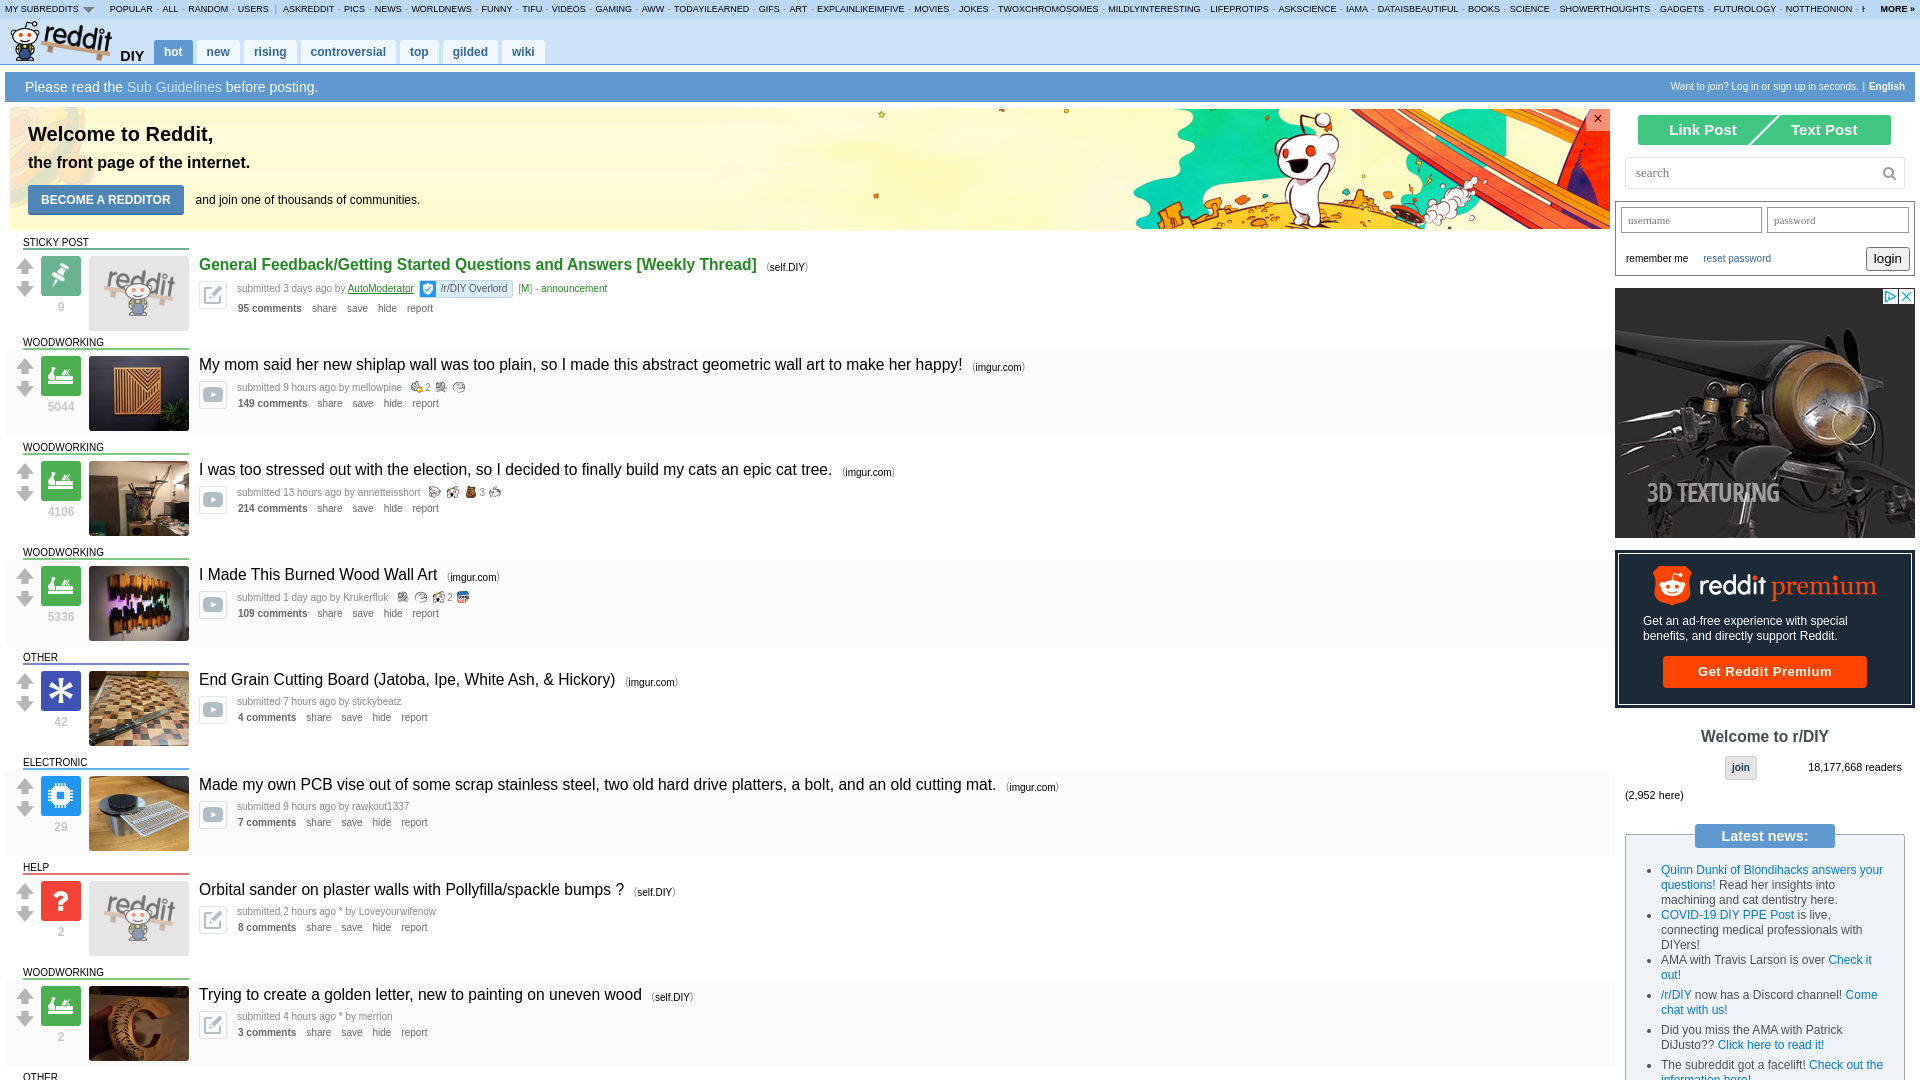 MY SUBREDDITS POPULAR - ALL - RANDOM - USERS | ASKREDDIT - PICS - NEWS - WORLDNEWS - FUNNY - TIFU - VIDEOS - GAMING - AWW - TODAYILEARNED - GIFS - ART - EXPLAINLIKEIMFIVE - MOVIES - JOKES - TWOXCHROMOSOMES - MILDLYINTERESTING - LIFEPROTIPS - ASKSCIENCE - IAMA - DATAISBEAUTIFUL - BOOKS - SCIENCE - SHOWERTHOUGHTS - GADGETS - FUTUROLOGY - NOTTHEONION - MORE »
reddit DIY hot new rising controversial top gilded wiki
Please read the Sub Guidelines before posting.
Want to join? Log in or sign up in seconds. | English
Welcome to Reddit,
the front page of the internet.
BECOME A REDDITOR and join one of thousands of communities.
×
STICKY POST
General Feedback/Getting Started Questions and Answers [Weekly Thread] (self.DIY)
submitted 3 days ago by AutoModerator /r/DIY Overlord [M] - announcement
9
reddit
95 comments share save hide report
WOODWORKING
My mom said her new shiplap wall was too plain, so I made this abstract geometric wall art to make her happy! (imgur.com)
submitted 9 hours ago by mellowpine 2
5044
149 comments share save hide report
WOODWORKING
I was too stressed out with the election, so I decided to finally build my cats an epic cat tree. (imgur.com)
submitted 13 hours ago by annetteisshort 3
4106
214 comments share save hide report
WOODWORKING
I Made This Burned Wood Wall Art (imgur.com)
submitted 1 day ago by Krukerfluk 2
5336
109 comments share save hide report
OTHER
End Grain Cutting Board (Jatoba, Ipe, White Ash, & Hickory) (imgur.com)
submitted 7 hours ago by stickybeatz
42
4 comments share save hide report
ELECTRONIC
Made my own PCB vise out of some scrap stainless steel, two old hard drive platters, a bolt, and an old cutting mat. (imgur.com)
submitted 9 hours ago by rawkout1337
29
7 comments share save hide report
HELP
Orbital sander on plaster walls with Pollyfilla/spackle bumps ? (self.DIY)
?
submitted 2 hours ago * by Loveyourwifenow
2
reddit
8 comments share save hide report
WOODWORKING
Trying to create a golden letter, new to painting on uneven wood (self.DIY)
submitted 4 hours ago * by merrion
2
3 comments share save hide report
OTHER
Link Post Text Post
search
username password
remember me reset password login
3D TEXTURING
reddit premium
Get an ad-free experience with special
benefits, and directly support Reddit.
Get Reddit Premium
Welcome to r/DIY
join 18,177,668 readers
(2,952 here)
Latest news:
Quinn Dunki of Blondihacks answers your
questions! Read her insights into
machining and cat dentistry here.
COVID-19 DIY PPE Post is live,
connecting medical professionals with
DIYers!
AMA with Travis Larson is over Check it
out!
/r/DIY now has a Discord channel! Come
chat with us!
Did you miss the AMA with Patrick
DiJusto?? Click here to read it!
The subreddit got a facelift! Check out the
information here!